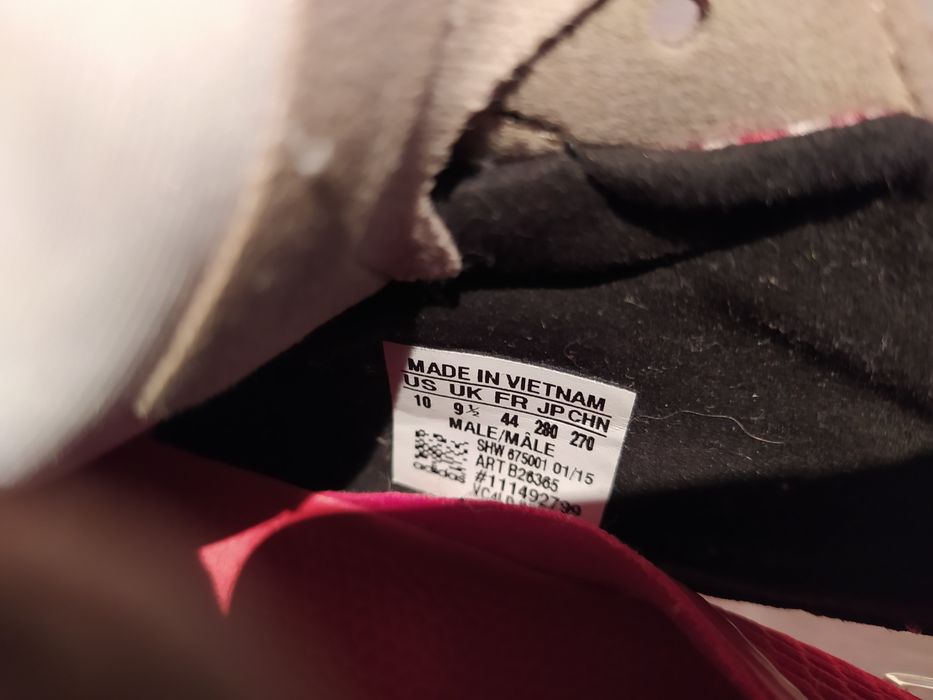 MADE IN VIETNAM
US UK FR JP CHN
10 9½ 44 280 270
MALE/MÂLE
SHW 675001 01/15
ART B26365
#111492799
adidas